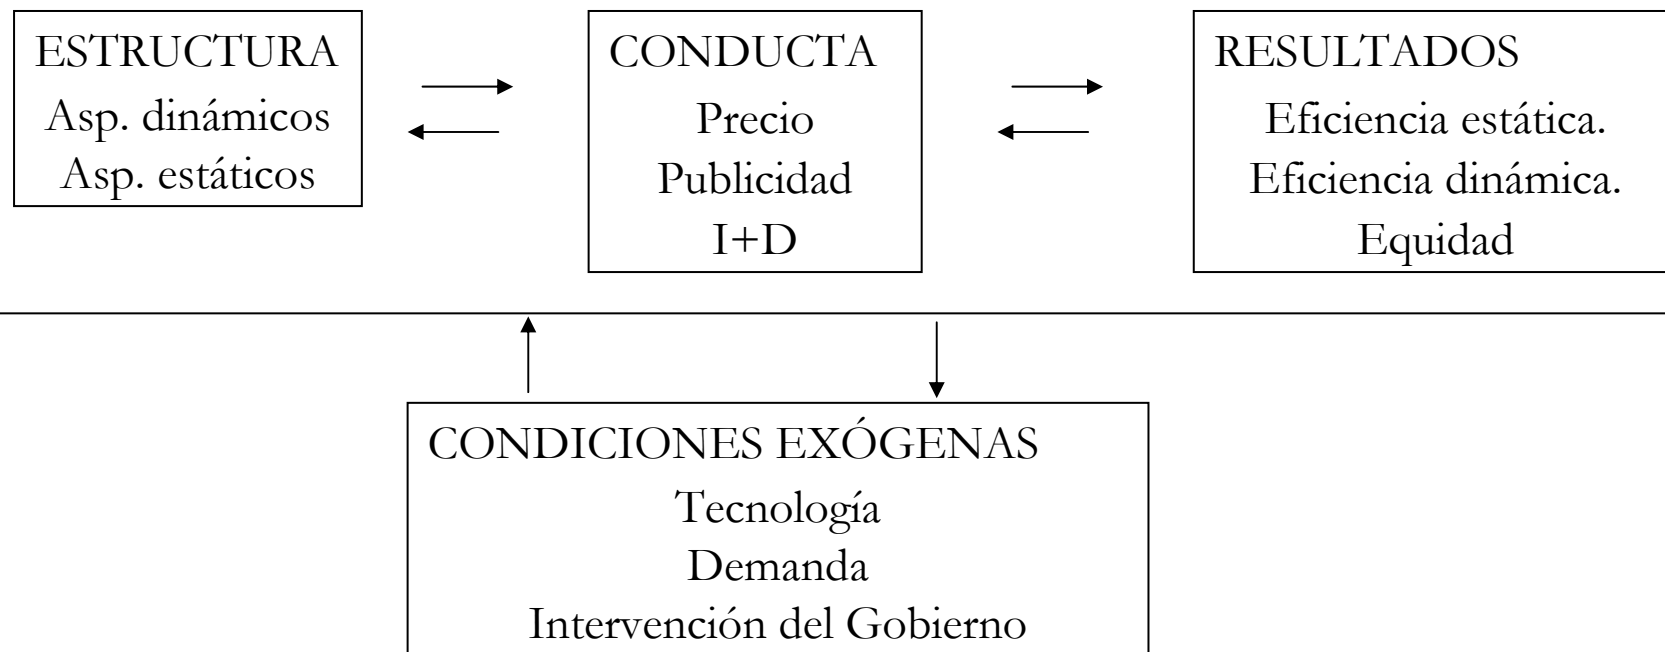 ESTRUCTURA
Asp. dinámicos
Asp. estáticos
CONDUCTA
Precio
Publicidad
I+D
RESULTADOS
Eficiencia estática.
Eficiencia dinámica.
Equidad
CONDICIONES EXÓGENAS
Tecnología
Demanda
Intervención del Gobierno